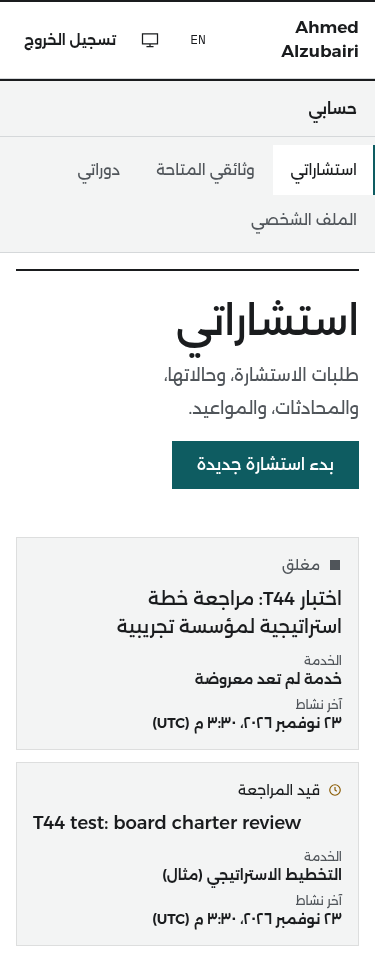 Ahmed
Alzubairi
EN
تسجيل الخروج
حسابي
استشاراتي
وثائقي المتاحة
دوراتي
الملف الشخصي
استشاراتي
طلبات الاستشارة، وحالاتها،
والمحادثات، والمواعيد.
بدء استشارة جديدة
مغلق
اختبار T44: مراجعة خطة
استراتيجية لمؤسسة تجريبية
الخدمة
خدمة لم تعد معروضة
آخر نشاط
٢٣ نوفمبر ٢٠٢٦، ٣:٣٠ م (UTC)
قيد المراجعة
T44 test: board charter review
الخدمة
التخطيط الاستراتيجي (مثال)
آخر نشاط
٢٣ نوفمبر ٢٠٢٦، ٣:٣٠ م (UTC)